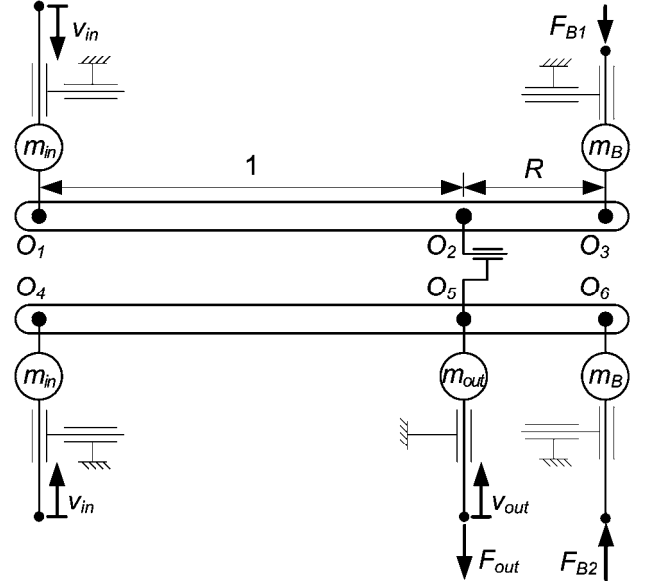 v_in F_B1
m_in m_B
1 R
O_1 O_2 O_3
O_4 O_5 O_6
m_in m_out m_B
v_in v_out
F_out F_B2